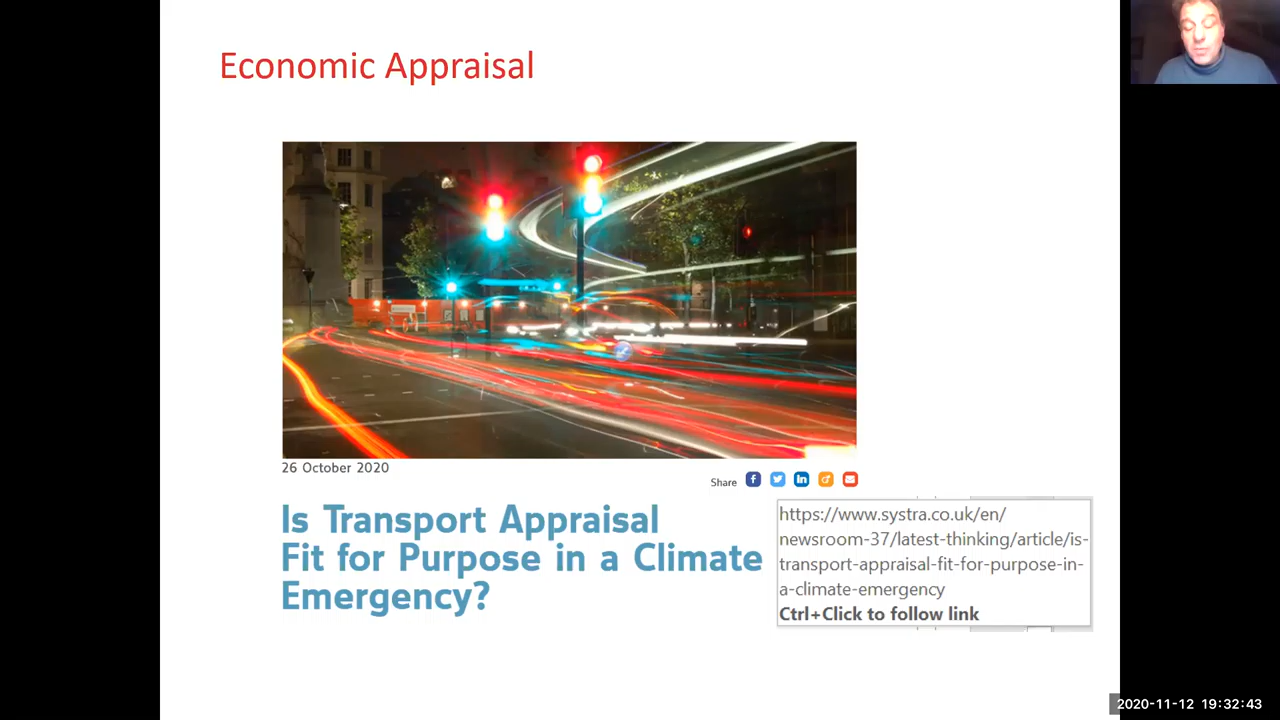 Economic Appraisal
26 October 2020
Share
Is Transport Appraisal
Fit for Purpose in a Climate
Emergency?
https://www.systra.co.uk/en/
newsroom-37/latest-thinking/article/is-
transport-appraisal-fit-for-purpose-in-
a-climate-emergency
Ctrl+Click to follow link
2020-11-12 19:32:43